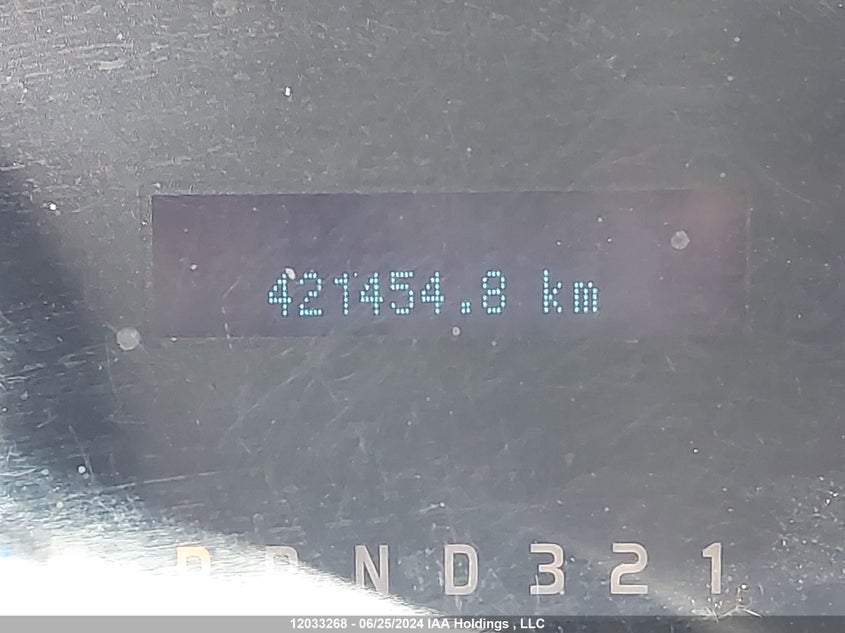 421454.8 km
P R N D 3 2 1
12033268 - 06/25/2024 IAA Holdings , LLC